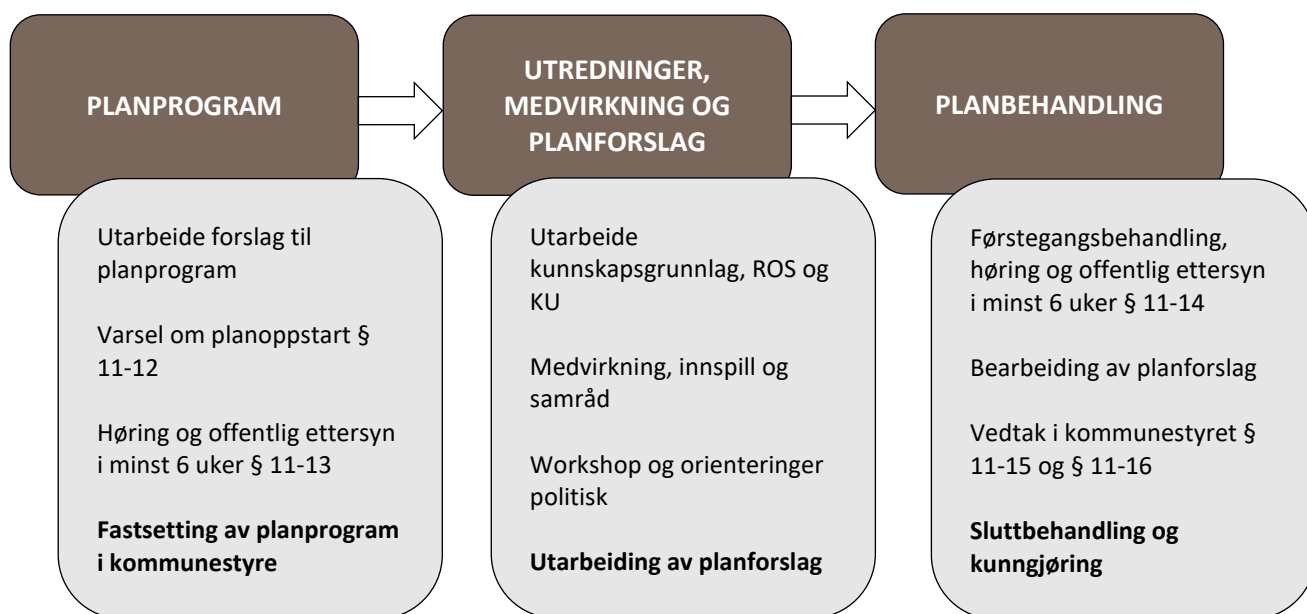 PLANPROGRAM
Utarbeide forslag til
planprogram
Varsel om planoppstart §
11-12
Høring og offentlig ettersyn
i minst 6 uker § 11-13
Fastsetting av planprogram
i kommunestyre
UTREDNINGER,
MEDVIRKNING OG
PLANFORSLAG
Utarbeide
kunnskapsgrunnlag, ROS og
KU
Medvirkning, innspill og
samråd
Workshop og orienteringer
politisk
Utarbeiding av planforslag
PLANBEHANDLING
Førstegangsbehandling,
høring og offentlig ettersyn
i minst 6 uker § 11-14
Bearbeiding av planforslag
Vedtak i kommunestyret §
11-15 og § 11-16
Sluttbehandling og
kunngjøring